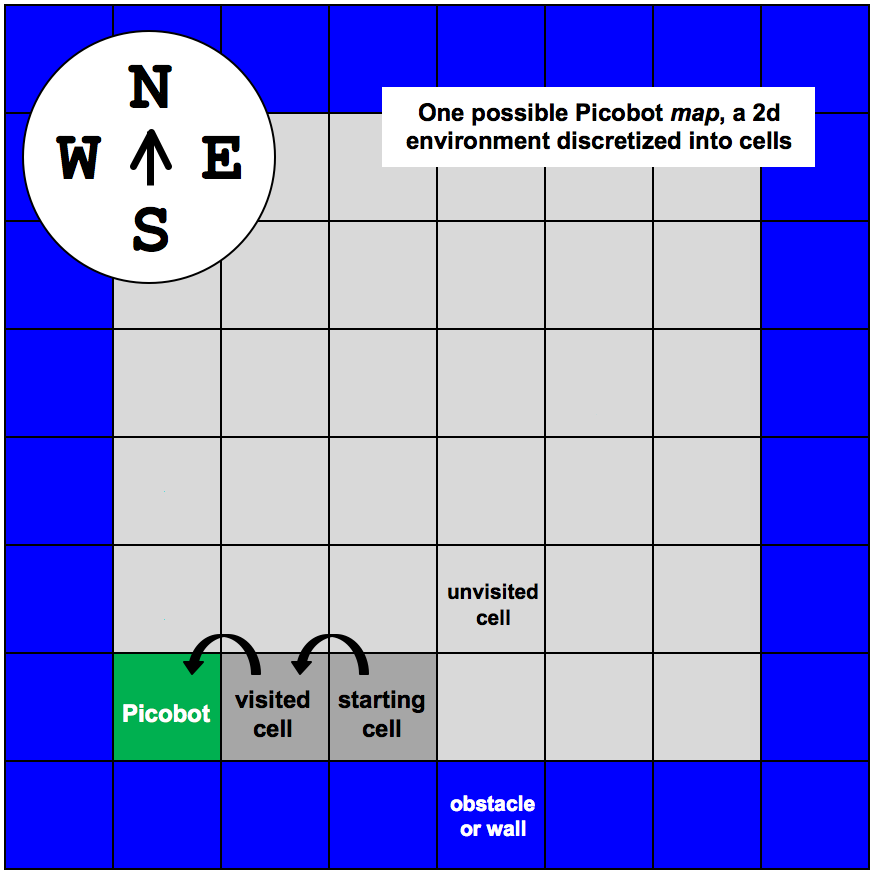 N
W E
S
One possible Picobot map, a 2d
environment discretized into cells
unvisited
cell
Picobot
visited
cell
starting
cell
obstacle
or wall